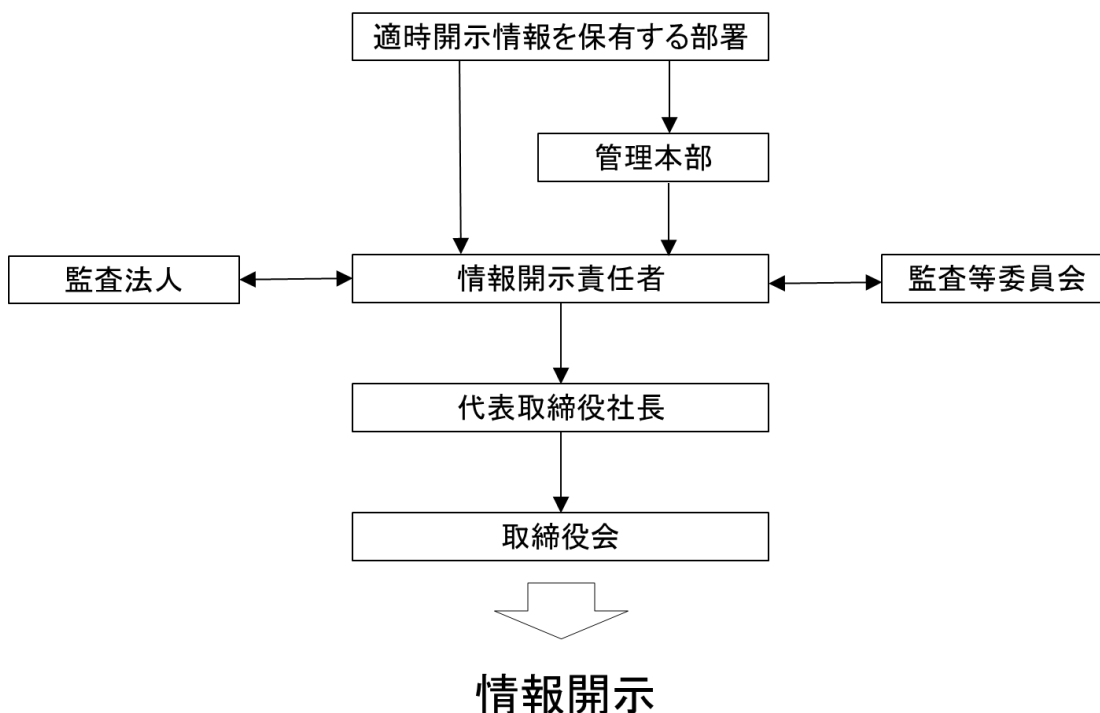 適時開示情報を保有する部署
管理本部
監査法人
情報開示責任者
監査等委員会
代表取締役社長
取締役会
情報開示